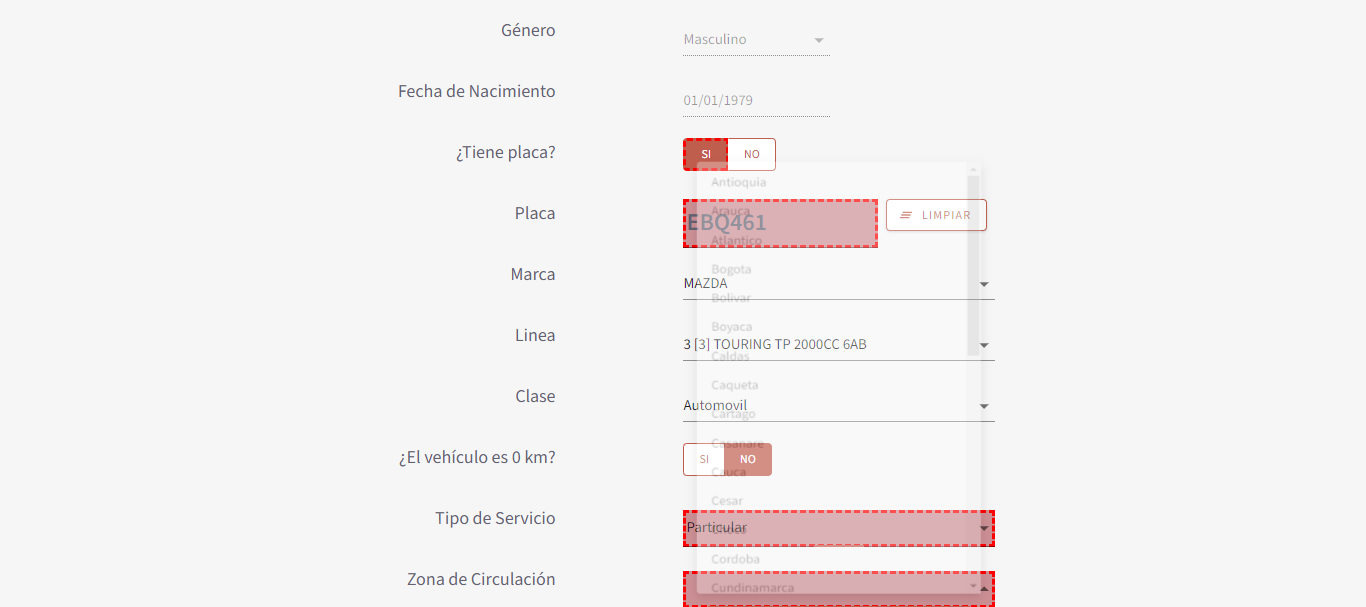 Género
Masculino
Fecha de Nacimiento
01/01/1979
¿Tiene placa?
SI
NO
Antioquia
Placa
Arauca
EBQ461
LIMPIAR
Atlantico
Bogota
Marca
MAZDA
Bolivar
Boyaca
Linea
3 [3] TOURING TP 2000CC 6AB
Caldas
Caqueta
Clase
Automovil
Cartago
Casanare
¿El vehículo es 0 km?
SI
NO
Cauca
Cesar
Tipo de Servicio
Particular
Choco
Cordoba
Zona de Circulación
Cundinamarca